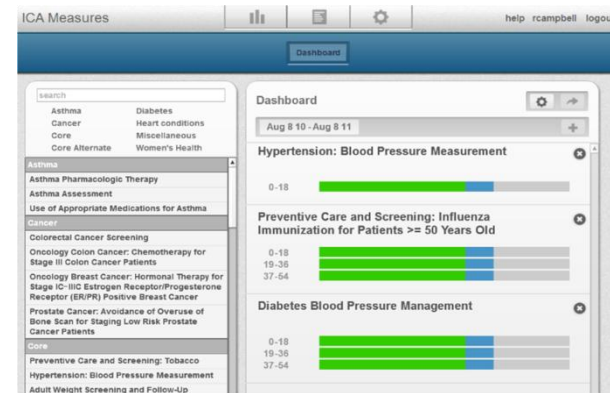 ICA Measures
help rcampbell logou
Dashboard
search
Asthma Diabetes
Cancer Heart conditions
Core Miscellaneous
Core Alternate Women's Health
Asthma
Asthma Pharmacologic Therapy
Asthma Assessment
Use of Appropriate Medications for Asthma
Cancer
Colorectal Cancer Screening
Oncology Colon Cancer: Chemotherapy for
Stage III Colon Cancer Patients
Oncology Breast Cancer: Hormonal Therapy for
Stage IC-IIIC Estrogen Receptor/Progesterone
Receptor (ER/PR) Positive Breast Cancer
Prostate Cancer: Avoidance of Overuse of
Bone Scan for Staging Low Risk Prostate
Cancer Patients
Core
Preventive Care and Screening: Tobacco
Hypertension: Blood Pressure Measurement
Adult Weight Screening and Follow-Up
Dashboard
Aug 8 10 - Aug 8 11
Hypertension: Blood Pressure Measurement
0-18
Preventive Care and Screening: Influenza
Immunization for Patients >= 50 Years Old
0-18
19-36
37-54
Diabetes Blood Pressure Management
0-18
19-36
37-54